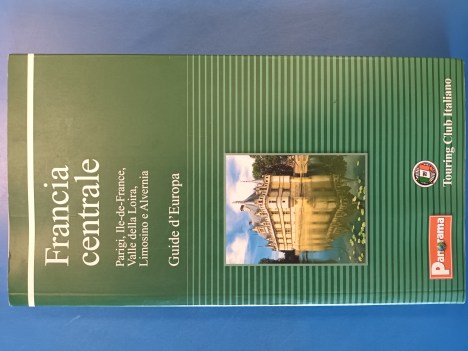 Francia
centrale
Parigi, Ile-de-France,
Valle della Loira,
Limosino e Alvernia
Guide d'Europa
Panorama
Touring Club Italiano